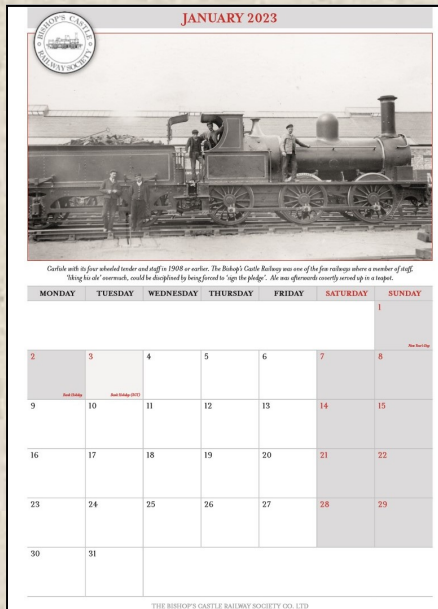 JANUARY 2023
BISHOP'S CASTLE
RAILWAY SOCIETY
Carlisle with its four wheeled tender and staff in 1908 or earlier. The Bishop's Castle Railway was one of the few railways where a member of staff,
'liking his ale' overmuch, could be disciplined by being forced to 'sign the pledge'. Ale was afterwards covertly served up in a teapot.
MONDAY TUESDAY WEDNESDAY THURSDAY FRIDAY SATURDAY SUNDAY
1
New Year's Day
2 3 4 5 6 7 8
Bank Holiday Bank Holiday (SCT)
9 10 11 12 13 14 15
16 17 18 19 20 21 22
23 24 25 26 27 28 29
30 31
THE BISHOP'S CASTLE RAILWAY SOCIETY CO. LTD